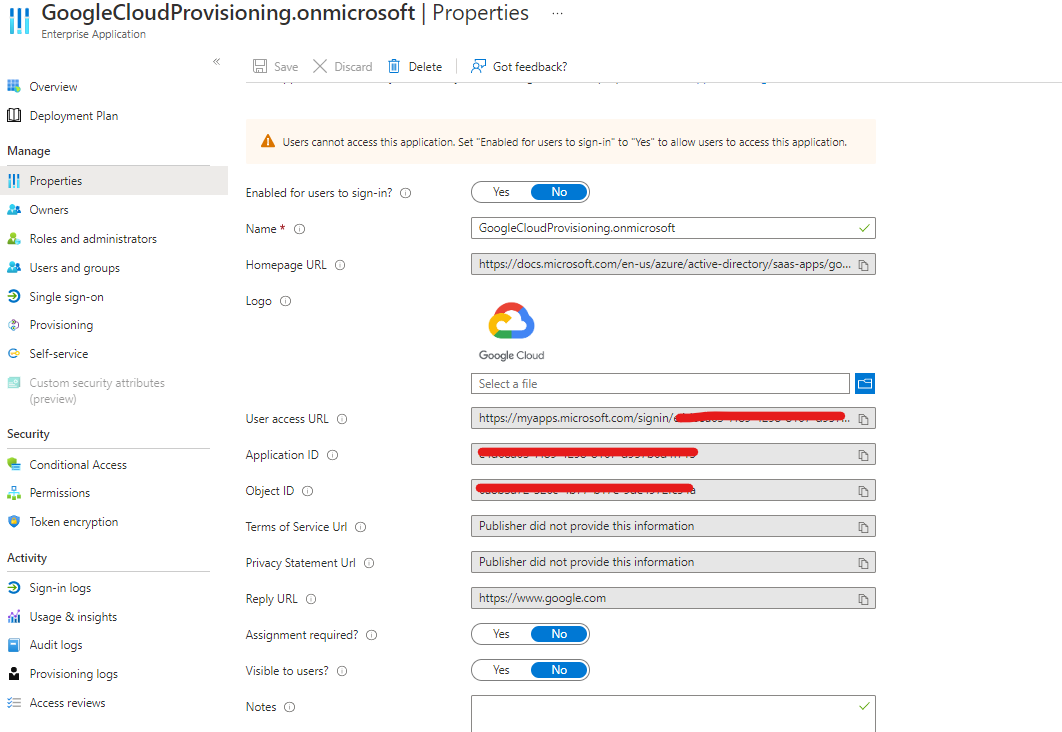 GoogleCloudProvisioning.onmicrosoft | Properties ...
Enterprise Application
«
Save
Discard
Delete
Got feedback?
Overview
Deployment Plan
Manage
Properties
Owners
Roles and administrators
Users and groups
Single sign-on
Provisioning
Self-service
Custom security attributes
(preview)
Security
Conditional Access
Permissions
Token encryption
Activity
Sign-in logs
Usage & insights
Audit logs
Provisioning logs
Access reviews
Users cannot access this application. Set "Enabled for users to sign-in" to "Yes" to allow users to access this application.
Enabled for users to sign-in? Yes No
Name * GoogleCloudProvisioning.onmicrosoft
Homepage URL https://docs.microsoft.com/en-us/azure/active-directory/saas-apps/go...
Logo
Google Cloud
Select a file
User access URL https://myapps.microsoft.com/signin/
Application ID
Object ID
Terms of Service Url Publisher did not provide this information
Privacy Statement Url Publisher did not provide this information
Reply URL https://www.google.com
Assignment required? Yes No
Visible to users? Yes No
Notes